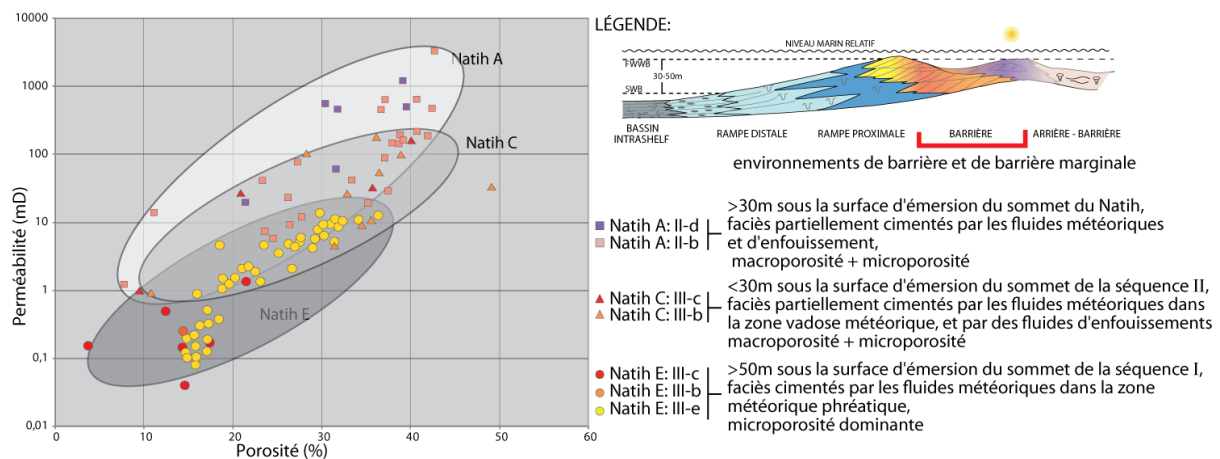 10000
1000
100
10
1
0,1
0,01
Perméabilité (mD)
0
10
20
30
40
50
60
Porosité (%)
Natih A
Natih C
Natih E
LÉGENDE:
NIVEAU MARIN RELATIF
FWWB
30-50m
SWB
BASSIN
INTRASHELF
RAMPE DISTALE
RAMPE PROXIMALE
BARRIÈRE
ARRIÈRE - BARRIÈRE
environnements de barrière et de barrière marginale
Natih A: II-d
Natih A: II-b
>30m sous la surface d'émersion du sommet du Natih,
faciès partiellement cimentés par les fluides météoriques
et d'enfouissement,
macroporosité + microporosité
Natih C: III-c
Natih C: III-b
<30m sous la surface d'émersion du sommet de la séquence II,
faciès partiellement cimentés par les fluides météoriques dans
la zone vadose météorique, et par des fluides d'enfouissements
macroporosité + microporosité
Natih E: III-c
Natih E: III-b
Natih E: III-e
>50m sous la surface d'émersion du sommet de la séquence I,
faciès cimentés par les fluides météoriques dans la zone
météorique phréatique,
microporosité dominante